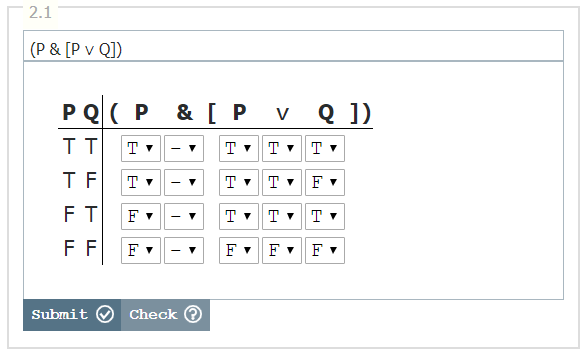 2.1
(P & [P v Q])
P Q ( P & [ P v Q ])
T T T – T T T
T F T – T T F
F T F – T T T
F F F – F F F
Submit Check ?